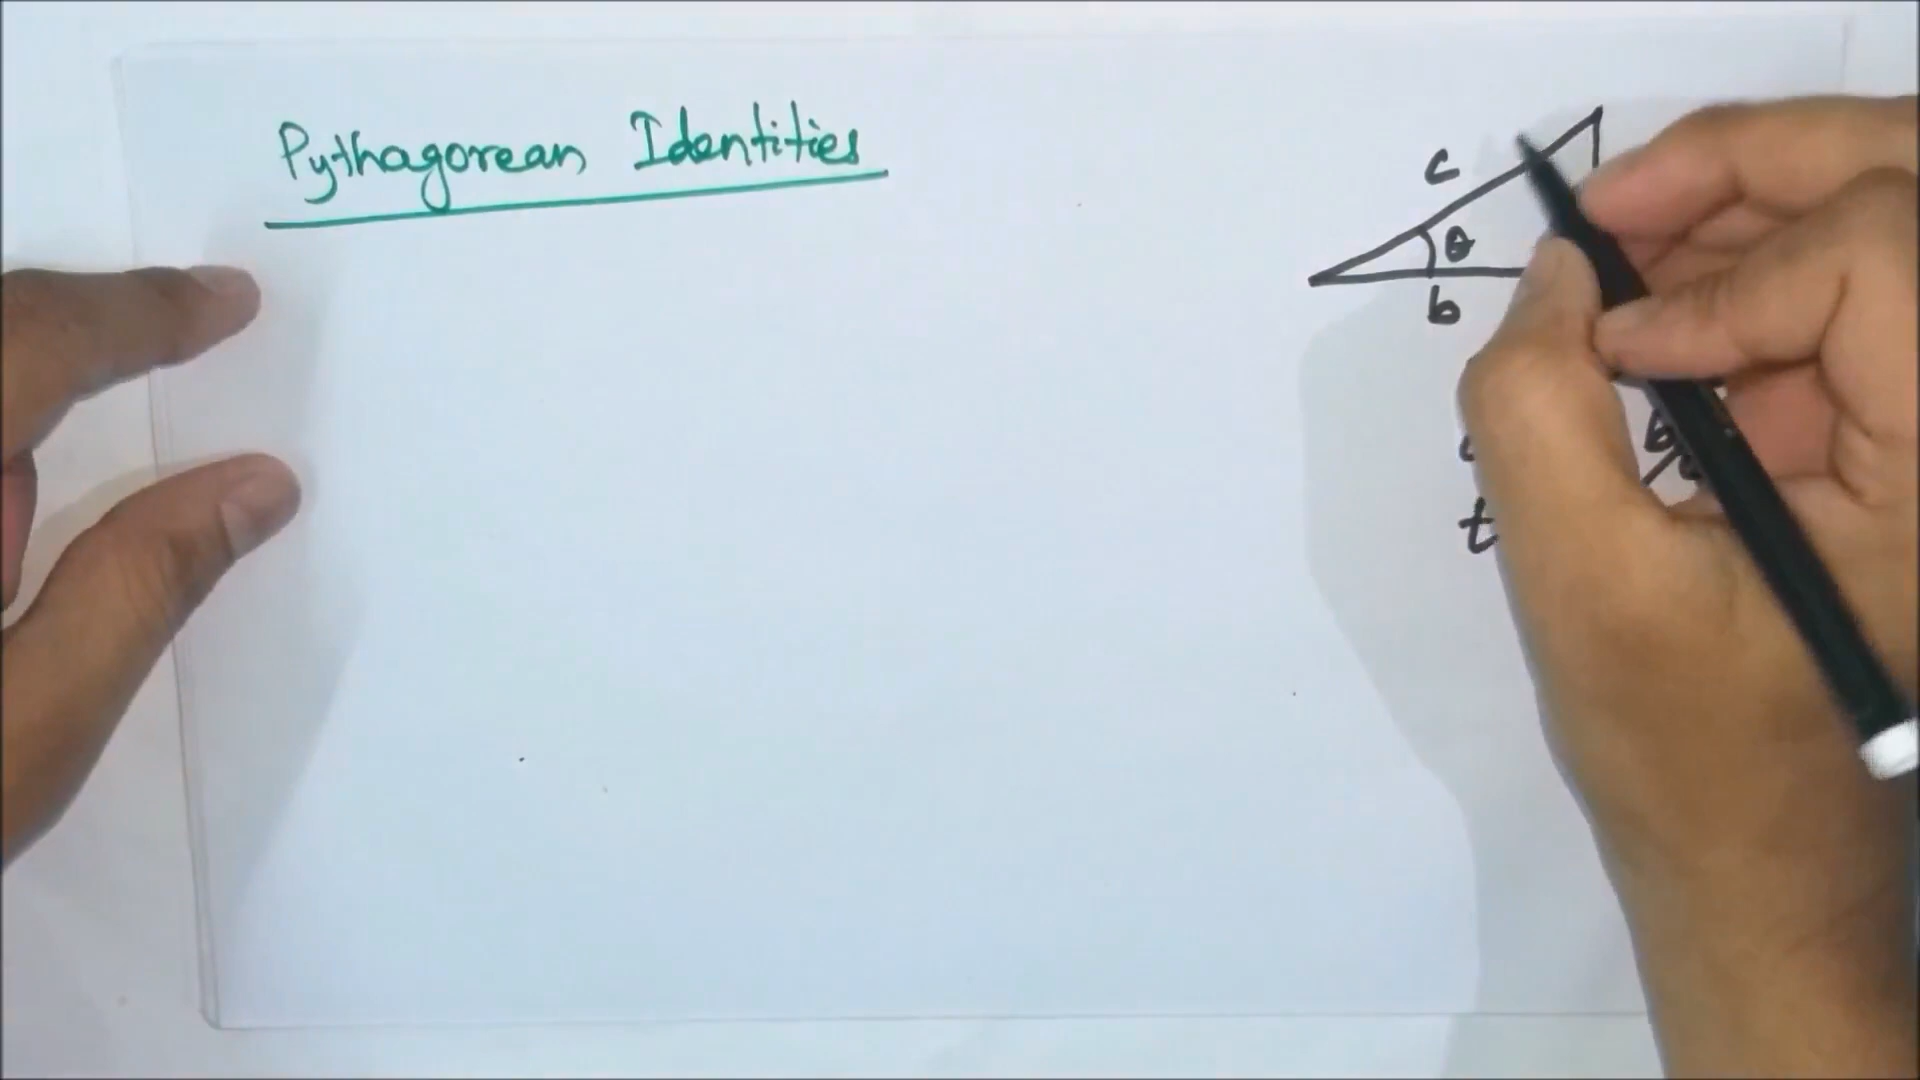 Pythagorean Identities
c
θ
b
b
t